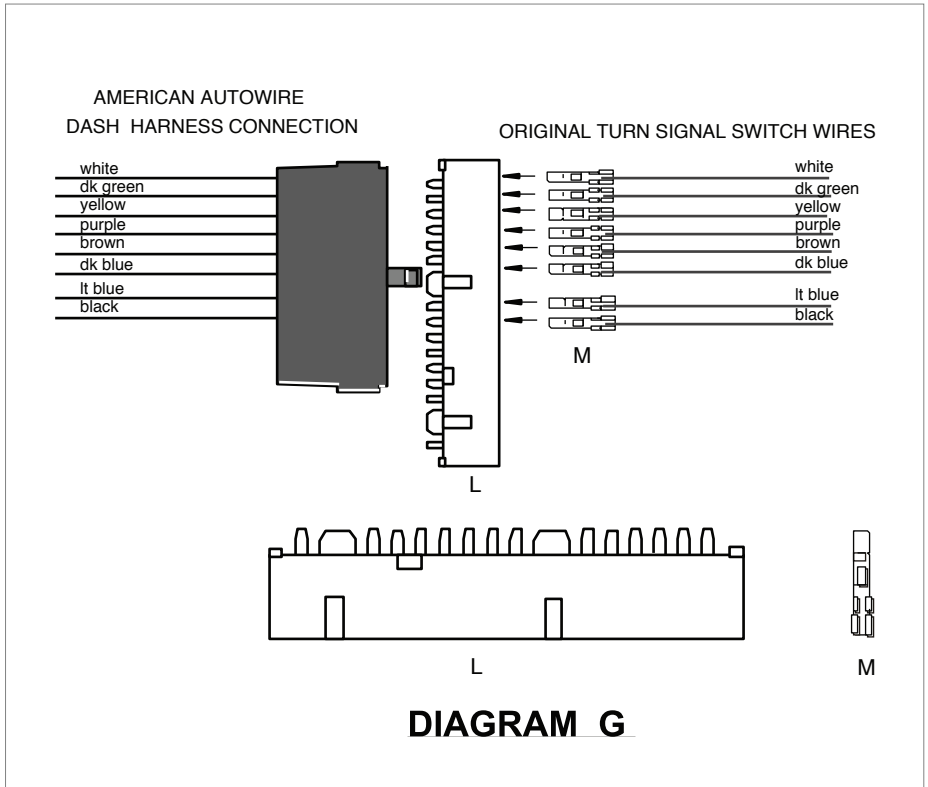 AMERICAN AUTOWIRE
DASH HARNESS CONNECTION
white
dk green
yellow
purple
brown
dk blue
lt blue
black
ORIGINAL TURN SIGNAL SWITCH WIRES
white
dk green
yellow
purple
brown
dk blue
lt blue
black
M
L
L
M
DIAGRAM G